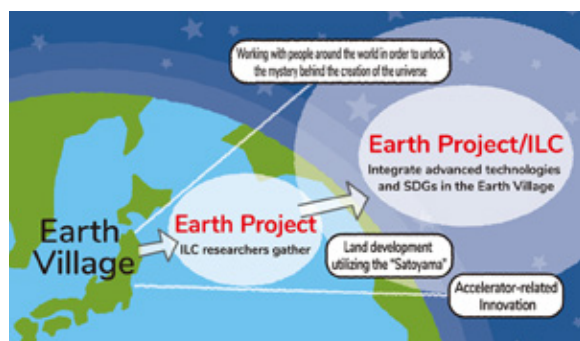 Working with people around the world in order to unlock
the mystery behind the creation of the universe
Earth Project/ILC
Integrate advanced technologies
and SDGs in the Earth Village
Earth
Village
Earth Project
ILC researchers gather
Land development
utilizing the “Satoyama”
Accelerator-related
Innovation